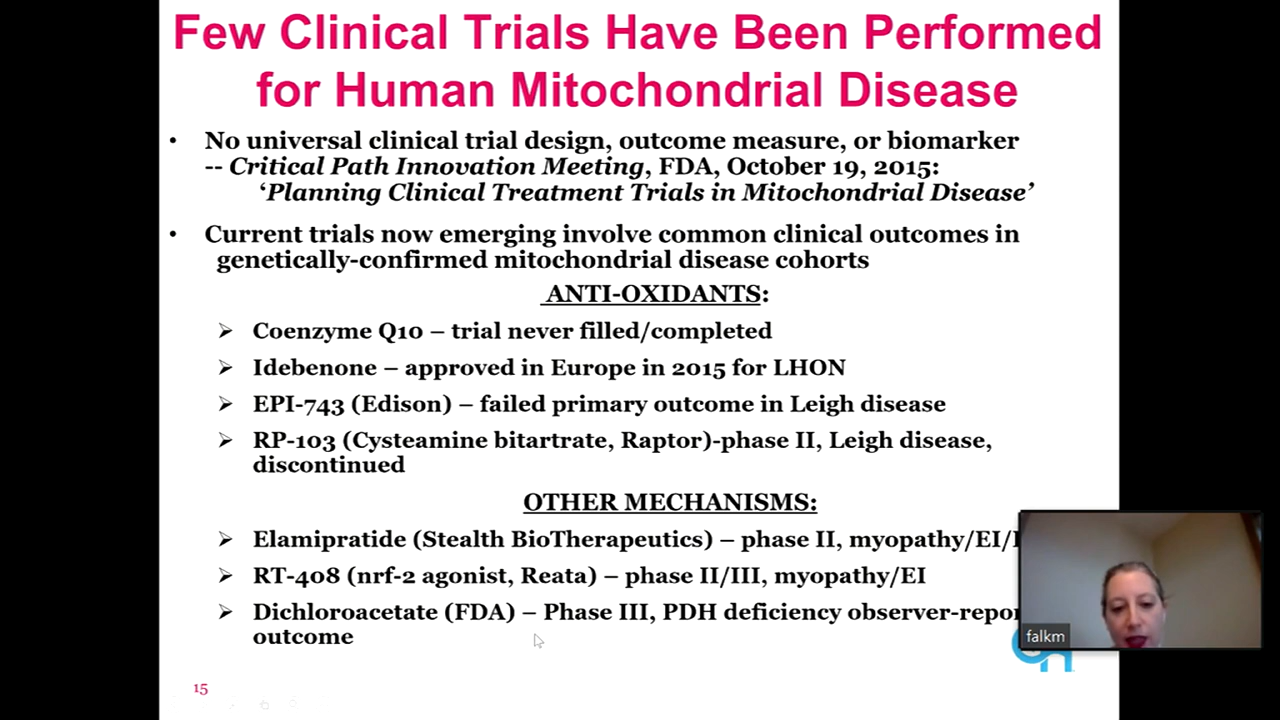 Few Clinical Trials Have Been Performed
for Human Mitochondrial Disease
• No universal clinical trial design, outcome measure, or biomarker
-- Critical Path Innovation Meeting, FDA, October 19, 2015:
‘Planning Clinical Treatment Trials in Mitochondrial Disease’
• Current trials now emerging involve common clinical outcomes in
genetically-confirmed mitochondrial disease cohorts
ANTI-OXIDANTS:
➢ Coenzyme Q10 – trial never filled/completed
➢ Idebenone – approved in Europe in 2015 for LHON
➢ EPI-743 (Edison) – failed primary outcome in Leigh disease
➢ RP-103 (Cysteamine bitartrate, Raptor)-phase II, Leigh disease,
discontinued
OTHER MECHANISMS:
➢ Elamipratide (Stealth BioTherapeutics) – phase II, myopathy/EI/
➢ RT-408 (nrf-2 agonist, Reata) – phase II/III, myopathy/EI
➢ Dichloroacetate (FDA) – Phase III, PDH deficiency observer-repor
outcome
falkm
15